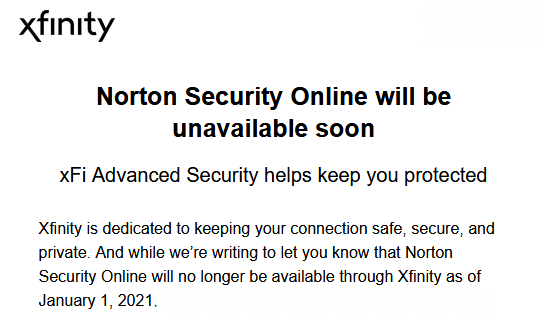 xfinity
Norton Security Online will be
unavailable soon
xFi Advanced Security helps keep you protected
Xfinity is dedicated to keeping your connection safe, secure, and
private. And while we're writing to let you know that Norton
Security Online will no longer be available through Xfinity as of
January 1, 2021.